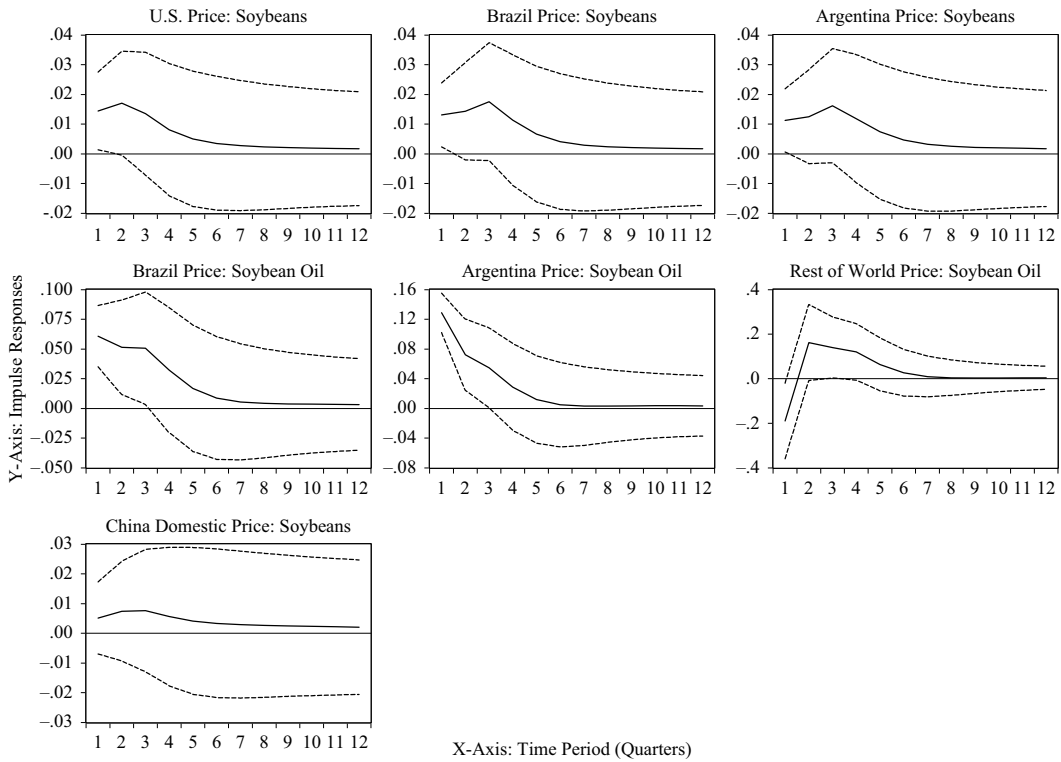 U.S. Price: Soybeans
.04
.03
.02
.01
.00
–.01
-.02
1 2 3 4 5 6 7 8 9 10 11 12
Brazil Price: Soybeans
.04
.03
.02
.01
.00
–.01
–.02
1 2 3 4 5 6 7 8 9 10 11 12
Argentina Price: Soybeans
.04
.03
.02
.01
.00
–.01
–.02
1 2 3 4 5 6 7 8 9 10 11 12
Y-Axis: Impulse Responses
Brazil Price: Soybean Oil
.100
.075
.050
.025
.000
–.025
–.050
1 2 3 4 5 6 7 8 9 10 11 12
Argentina Price: Soybean Oil
.16
.12
.08
.04
.00
–.04
–.08
1 2 3 4 5 6 7 8 9 10 11 12
Rest of World Price: Soybean Oil
.4
.2
.0
–.2
–.4
1 2 3 4 5 6 7 8 9 10 11 12
China Domestic Price: Soybeans
.03
.02
.01
.00
–.01
–.02
–.03
1 2 3 4 5 6 7 8 9 10 11 12
X-Axis: Time Period (Quarters)